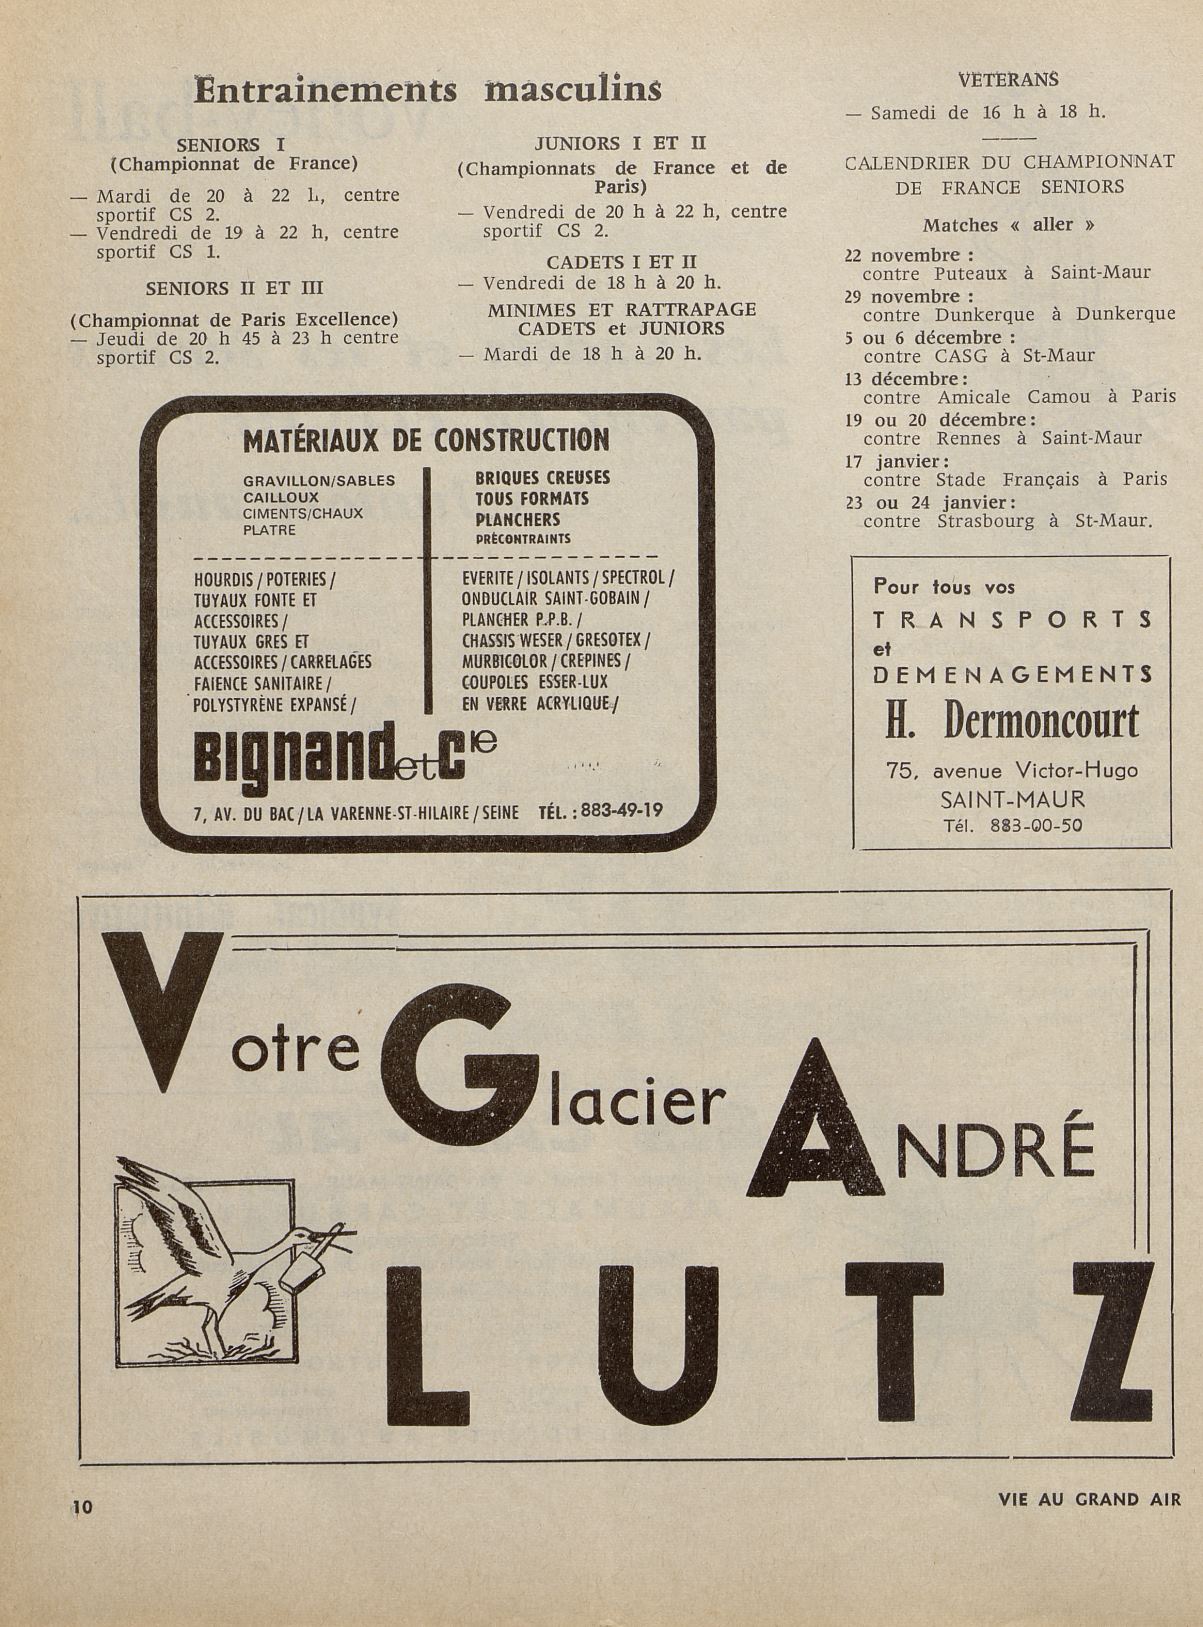 Entrainements masculins
SENIORS I
(Championnat de France)
— Mardi de 20 à 22 h, centre
sportif CS 2.
— Vendredi de 19 à 22 h, centre
sportif CS 1.
SENIORS II ET III
(Championnat de Paris Excellence)
— Jeudi de 20 h 45 à 23 h centre
sportif CS 2.
JUNIORS I ET II
(Championnats de France et de
Paris)
— Vendredi de 20 h à 22 h, centre
sportif CS 2.
CADETS I ET II
— Vendredi de 18 h à 20 h.
MINIMES ET RATTRAPAGE
CADETS et JUNIORS
— Mardi de 18 h à 20 h.
VETERANS
— Samedi de 16 h à 18 h.
CALENDRIER DU CHAMPIONNAT
DE FRANCE SENIORS
Matches « aller »
22 novembre :
contre Puteaux à Saint-Maur
29 novembre :
contre Dunkerque à Dunkerque
5 ou 6 décembre :
contre CASG à St-Maur
13 décembre :
contre Amicale Camou à Paris
19 ou 20 décembre :
contre Rennes à Saint-Maur
17 janvier :
contre Stade Français à Paris
23 ou 24 janvier :
contre Strasbourg à St-Maur.
MATÉRIAUX DE CONSTRUCTION
GRAVILLON/SABLES
CAILLOUX
CIMENTS/CHAUX
PLATRE
BRIQUES CREUSES
TOUS FORMATS
PLANCHERS
PRÉCONTRAINTS
HOURDIS / POTERIES /
TUYAUX FONTE ET
ACCESSOIRES /
TUYAUX GRES ET
ACCESSOIRES / CARRELAGES
FAIENCE SANITAIRE /
POLYSTYRÈNE EXPANSÉ /
EVERITE / ISOLANTS / SPECTROL /
ONDUCLAIR SAINT-GOBAIN /
PLANCHER P.P.B. /
CHASSIS WESER / GRESOTEX /
MURBICOLOR / CREPINES /
COUPOLES ESSER-LUX
EN VERRE ACRYLIQUE /
Bignand et Cie
7, AV. DU BAC / LA VARENNE-ST-HILAIRE / SEINE TÉL. : 883-49-19
Pour tous vos
TRANSPORTS
et
DEMENAGEMENTS
H. Dermoncourt
75, avenue Victor-Hugo
SAINT-MAUR
Tél. 883-00-50
Votre Glacier ANDRÉ
LUTZ
10
VIE AU GRAND AIR